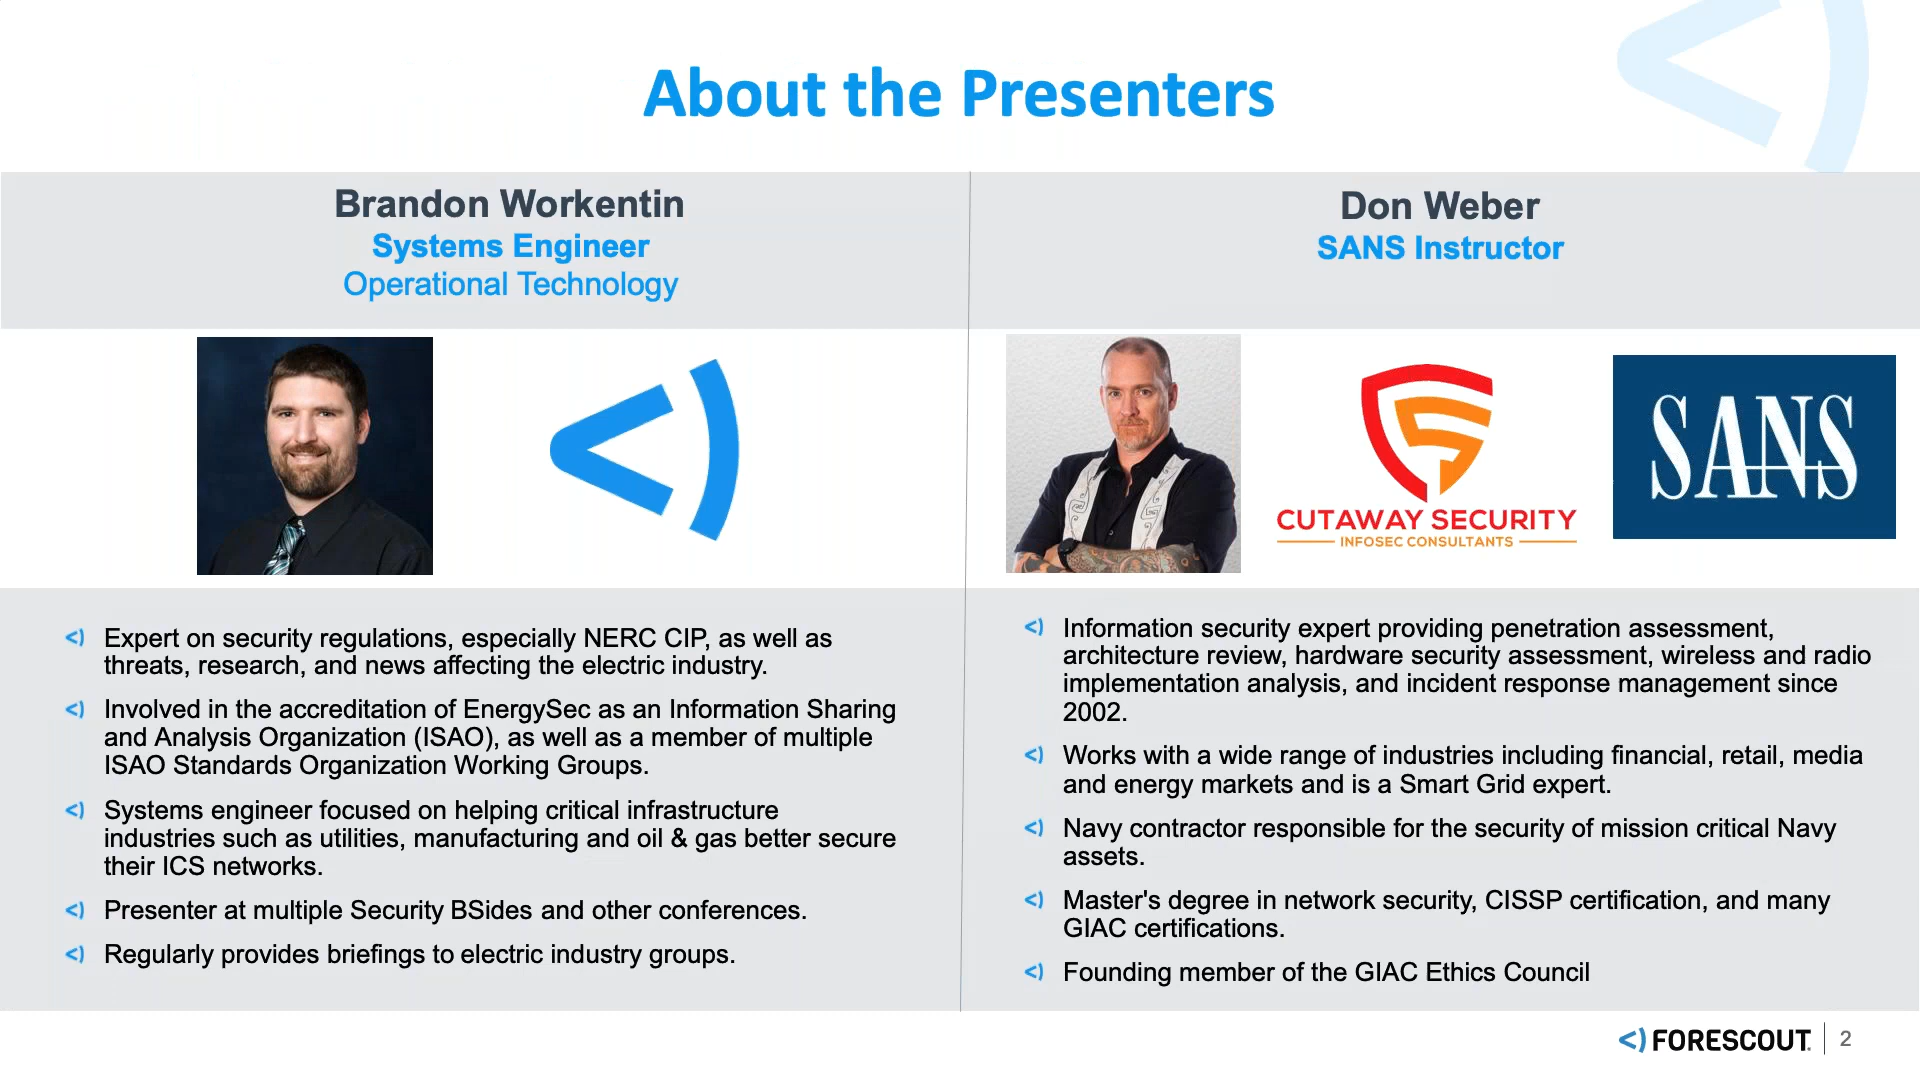 About the Presenters
Brandon Workentin
Systems Engineer
Operational Technology
Don Weber
SANS Instructor
CUTAWAY SECURITY
INFOSEC CONSULTANTS
SANS
Expert on security regulations, especially NERC CIP, as well as
threats, research, and news affecting the electric industry.
Involved in the accreditation of EnergySec as an Information Sharing
and Analysis Organization (ISAO), as well as a member of multiple
ISAO Standards Organization Working Groups.
Systems engineer focused on helping critical infrastructure
industries such as utilities, manufacturing and oil & gas better secure
their ICS networks.
Presenter at multiple Security BSides and other conferences.
Regularly provides briefings to electric industry groups.
Information security expert providing penetration assessment,
architecture review, hardware security assessment, wireless and radio
implementation analysis, and incident response management since
2002.
Works with a wide range of industries including financial, retail, media
and energy markets and is a Smart Grid expert.
Navy contractor responsible for the security of mission critical Navy
assets.
Master's degree in network security, CISSP certification, and many
GIAC certifications.
Founding member of the GIAC Ethics Council
FORESCOUT. 2